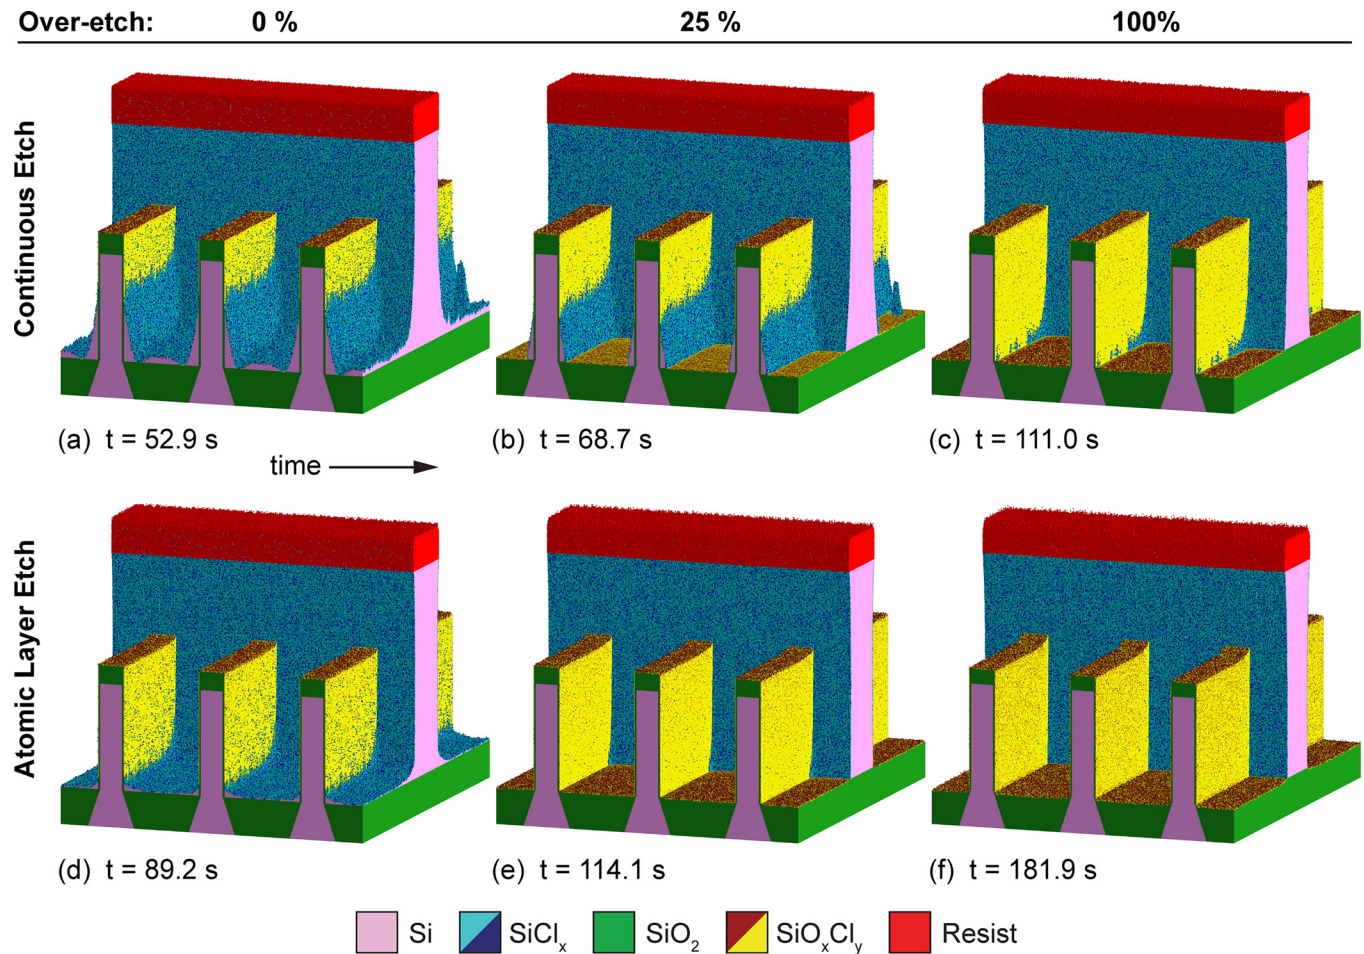 Over-etch: 0 % 25 % 100%
Continuous Etch
(a) t = 52.9 s (b) t = 68.7 s (c) t = 111.0 s
time
Atomic Layer Etch
(d) t = 89.2 s (e) t = 114.1 s (f) t = 181.9 s
Si SiClₓ SiO₂ SiOₓClᵧ Resist